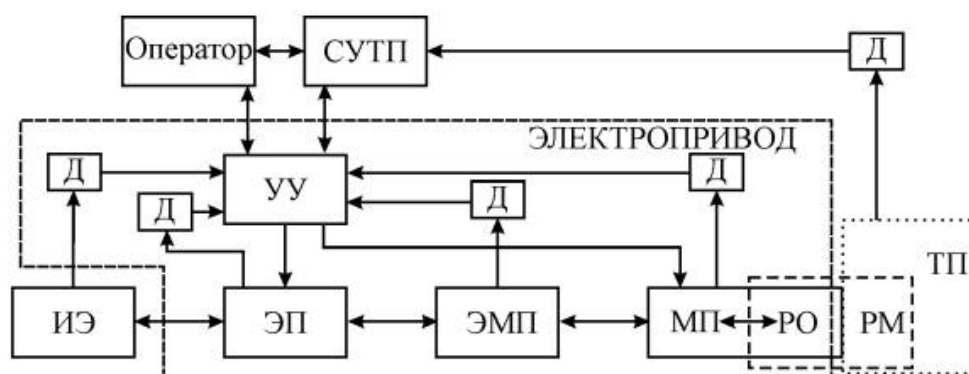 Оператор
СУТП
Д
ЭЛЕКТРОПРИВОД
Д
УУ
Д
Д
Д
ТП
ИЭ
ЭП
ЭМП
МП
РО
РМ